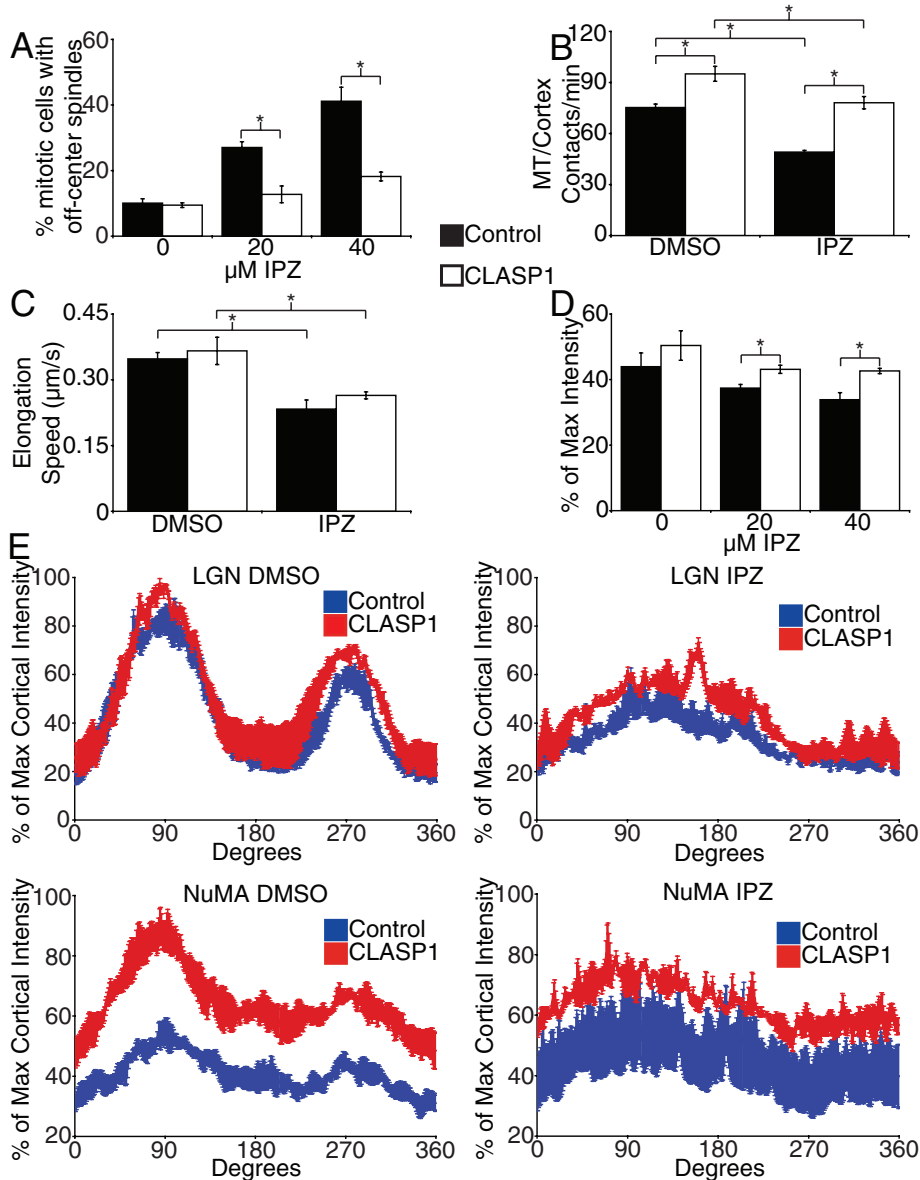 A
% mitotic cells with
off-center spindles
60
40
20
0
*
*
0
20
40
µM IPZ
B
MT/Cortex
Contacts/min
120
90
60
30
0
*
*
*
*
DMSO
IPZ
Control
CLASP1
C
Elongation
Speed (µm/s)
0.45
0.30
0.15
0
*
*
DMSO
IPZ
D
% of Max Intensity
60
40
20
0
*
*
0
20
40
µM IPZ
E
LGN DMSO
% of Max Cortical Intensity
100
80
60
40
20
0
Control
CLASP1
0
90
180
270
360
Degrees
LGN IPZ
% of Max Cortical Intensity
100
80
60
40
20
0
Control
CLASP1
0
90
180
270
360
Degrees
NuMA DMSO
% of Max Cortical Intensity
100
80
60
40
20
Control
CLASP1
0
90
180
270
360
Degrees
NuMA IPZ
% of Max Cortical Intensity
100
80
60
40
20
Control
CLASP1
0
90
180
270
360
Degrees